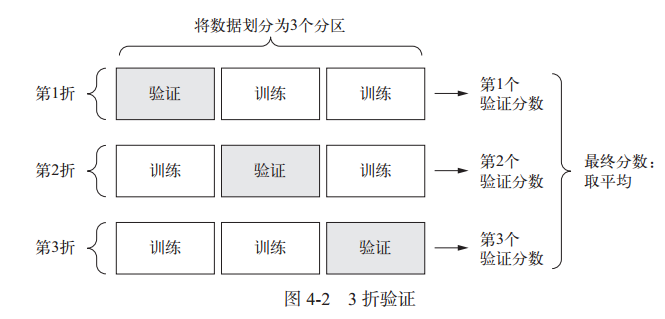 将数据划分为3个分区
第1折
验证
训练
训练
第1个
验证分数
第2折
训练
验证
训练
第2个
验证分数
最终分数：
取平均
第3折
训练
训练
验证
第3个
验证分数
图 4-2 3 折验证